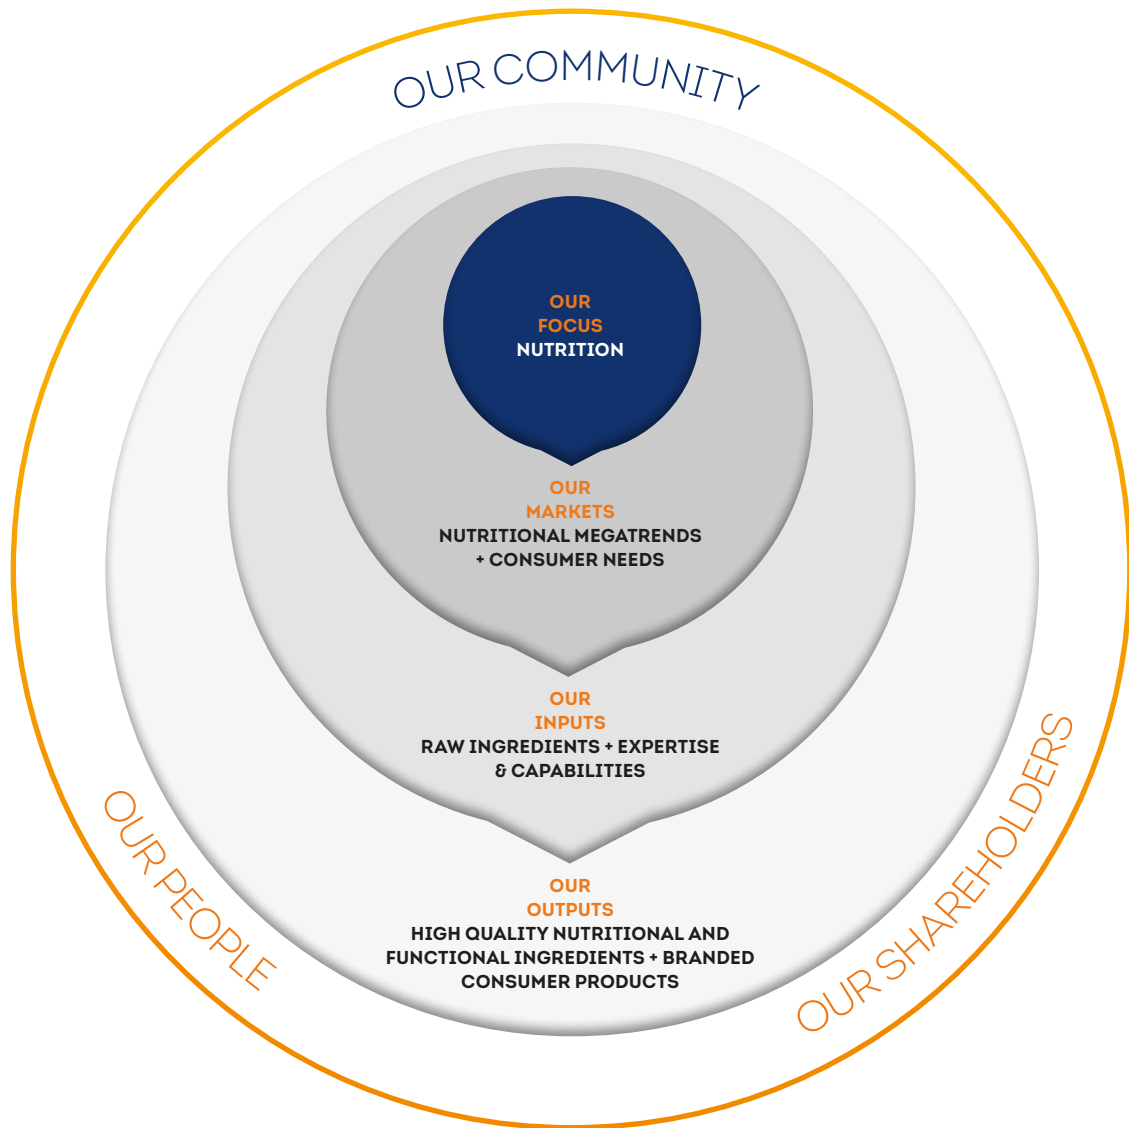 OUR COMMUNITY
OUR
FOCUS
NUTRITION
OUR
MARKETS
NUTRITIONAL MEGATRENDS
+ CONSUMER NEEDS
OUR
INPUTS
RAW INGREDIENTS + EXPERTISE
& CAPABILITIES
OUR
OUTPUTS
HIGH QUALITY NUTRITIONAL AND
FUNCTIONAL INGREDIENTS + BRANDED
CONSUMER PRODUCTS
OUR PEOPLE
OUR SHAREHOLDERS